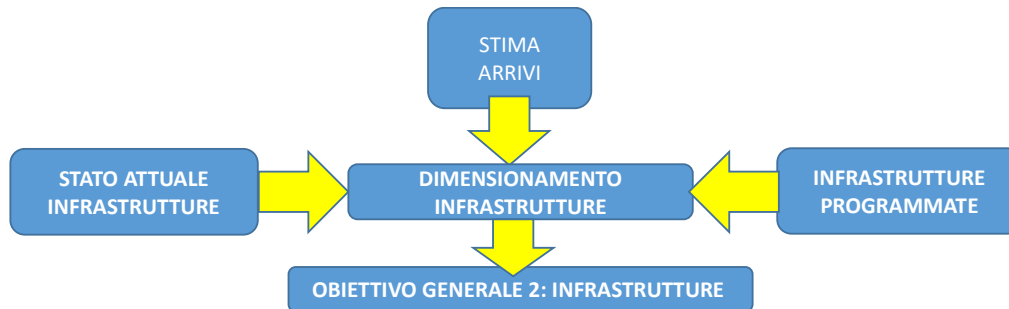 STIMA
ARRIVI
STATO ATTUALE
INFRASTRUTTURE
DIMENSIONAMENTO
INFRASTRUTTURE
INFRASTRUTTURE
PROGRAMMATE
OBIETTIVO GENERALE 2: INFRASTRUTTURE